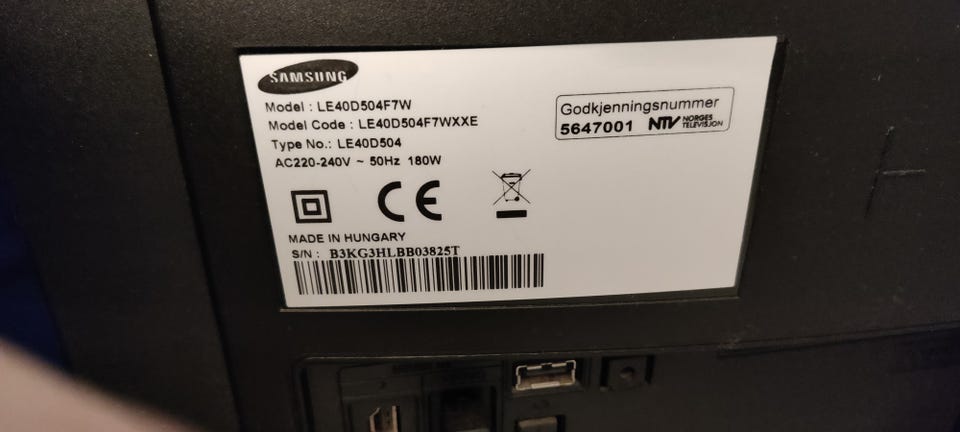 SAMSUNG
Model : LE40D504F7W
Model Code : LE40D504F7WXXE
Type No.: LE40D504
AC220-240V ~ 50Hz 180W
Godkjenningsnummer
5647001 NTV NORGES TELEVISJON
CE
MADE IN HUNGARY
S/N : B3KG3HLBB03825T